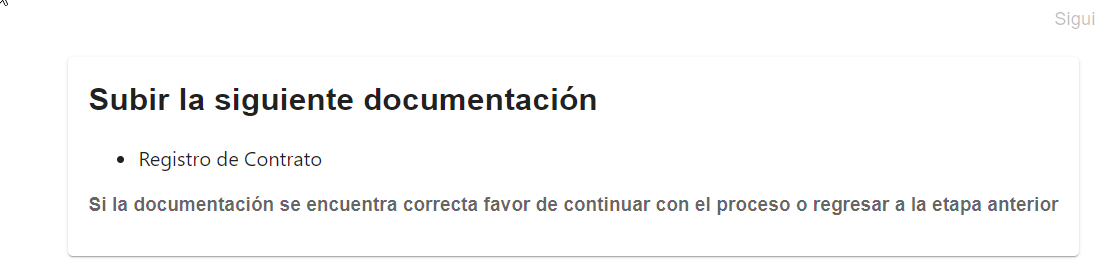 Sigui
Subir la siguiente documentación
• Registro de Contrato
Si la documentación se encuentra correcta favor de continuar con el proceso o regresar a la etapa anterior